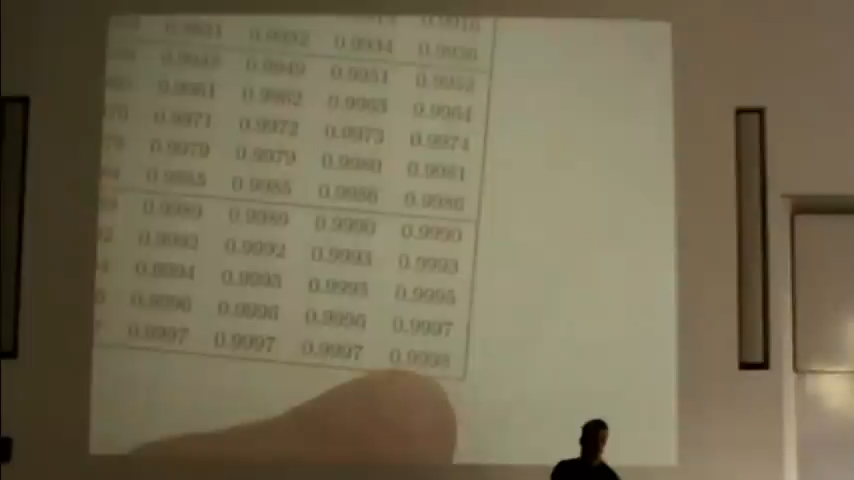 0.9931 0.9932 0.9934 0.9936
0.9949 0.9951 0.9952
0.9961 0.9962 0.9963 0.9964
0.9971 0.9972 0.9973 0.9974
0.9979 0.9979 0.9980 0.9981
0.9985 0.9985 0.9986 0.9986
0.9989 0.9989 0.9990 0.9990
0.9992 0.9992 0.9993 0.9993
0.9994 0.9995 0.9995 0.9995
0.9996 0.9996 0.9996 0.9997
0.9997 0.9997 0.9997 0.9998